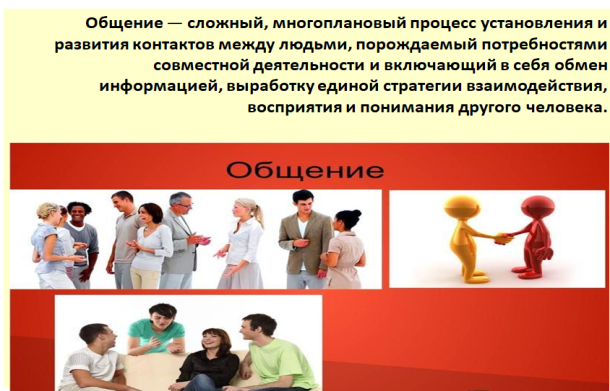 Общение — сложный, многоплановый процесс установления и
развития контактов между людьми, порождаемый потребностями
совместной деятельности и включающий в себя обмен
информацией, выработку единой стратегии взаимодействия,
восприятия и понимания другого человека.
Общение